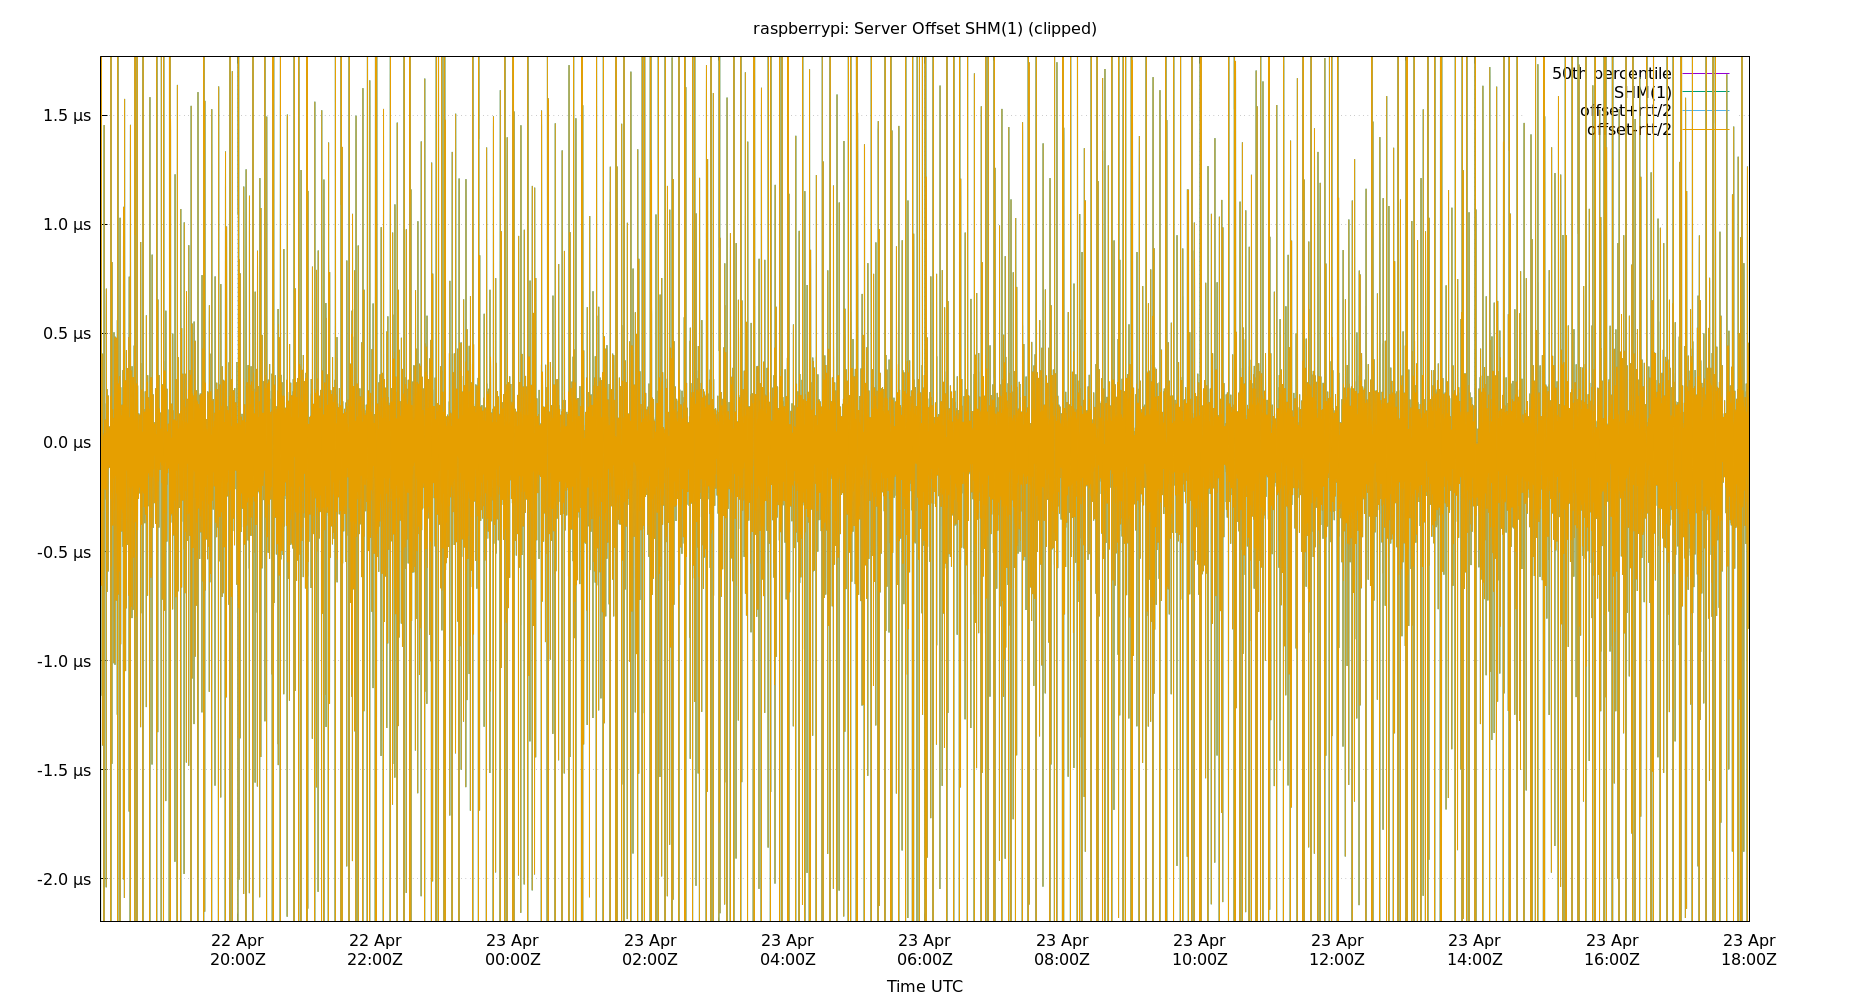 raspberrypi: Server Offset SHM(1) (clipped)
50th percentile
SHM(1)
offset+rtt/2
offset-rtt/2
1.5 µs
1.0 µs
0.5 µs
0.0 µs
-0.5 µs
-1.0 µs
-1.5 µs
-2.0 µs
22 Apr 22 Apr 23 Apr 23 Apr 23 Apr 23 Apr 23 Apr 23 Apr 23 Apr 23 Apr 23 Apr 23 Apr
20:00Z 22:00Z 00:00Z 02:00Z 04:00Z 06:00Z 08:00Z 10:00Z 12:00Z 14:00Z 16:00Z 18:00Z
Time UTC